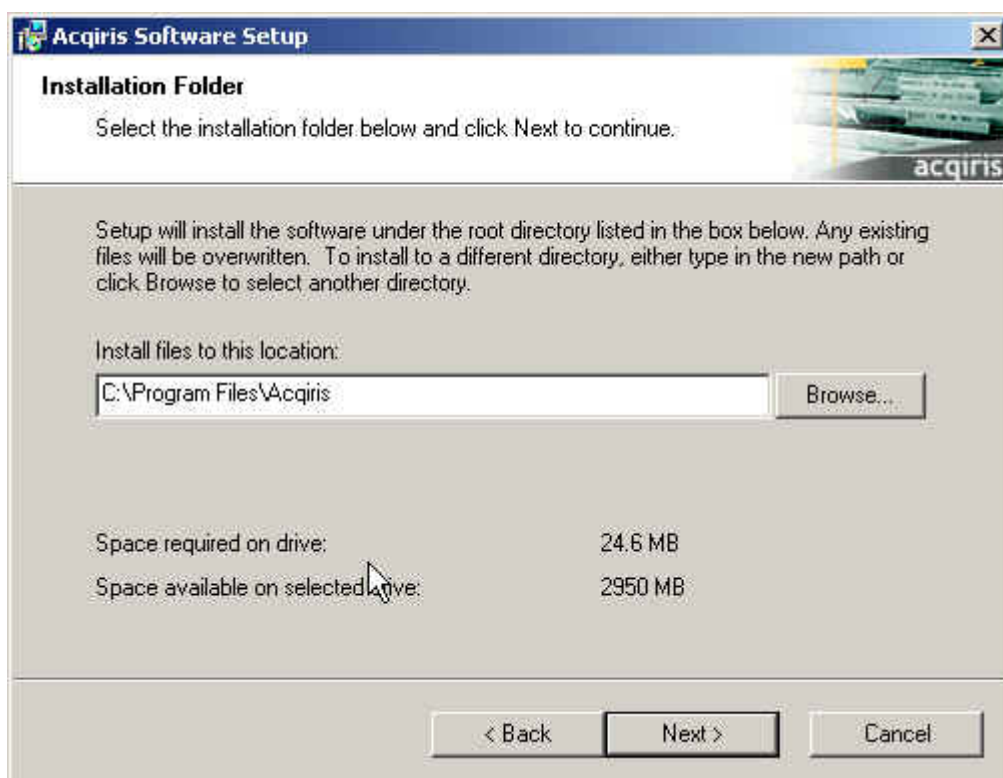 Acqiris Software Setup
Installation Folder
Select the installation folder below and click Next to continue.
acqiris
Setup will install the software under the root directory listed in the box below. Any existing
files will be overwritten.  To install to a different directory, either type in the new path or
click Browse to select another directory.
Install files to this location:
C:\Program Files\Acqiris
Browse...
Space required on drive: 24.6 MB
Space available on selected drive: 2950 MB
< Back Next > Cancel